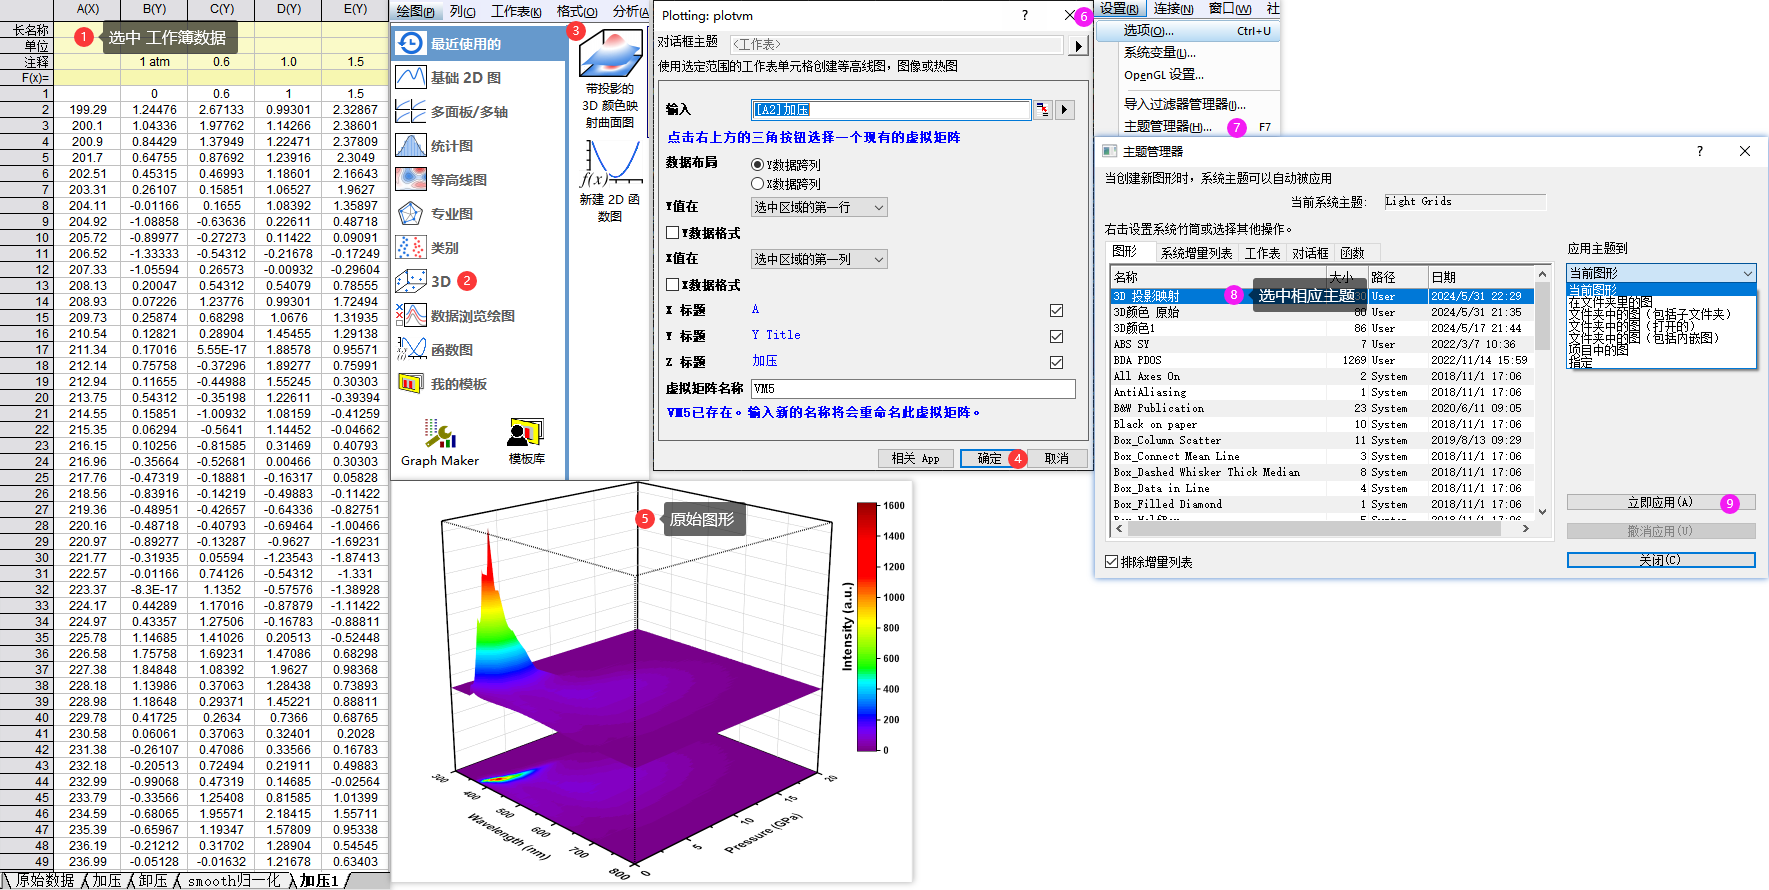 A(X) B(Y) C(Y) D(Y) E(Y)
长名称
单位
注释 1 atm 0.6 1.0 1.5
F(x)=
1 选中 工作簿数据
1 0 0.6 1 1.5
2 199.29 1.24476 2.67133 0.99301 2.32867
3 200.1 1.04336 1.97762 1.14266 2.38601
4 200.9 0.84429 1.37949 1.22471 2.37809
5 201.7 0.64755 0.87692 1.23916 2.3049
6 202.51 0.45315 0.46993 1.18601 2.16643
7 203.31 0.26107 0.15851 1.06527 1.9627
8 204.11 -0.01166 0.1655 1.08392 1.35897
9 204.92 -1.08858 -0.63636 0.22611 0.48718
10 205.72 -0.89977 -0.27273 0.11422 0.09091
11 206.52 -1.33333 -0.54312 -0.21678 -0.17249
12 207.33 -1.05594 0.26573 -0.00932 -0.29604
13 208.13 0.20047 0.54312 0.54079 0.78555
14 208.93 0.07226 1.23776 0.99301 1.72494
15 209.73 0.25874 0.68298 1.0676 1.31935
16 210.54 0.12821 0.28904 1.45455 1.29138
17 211.34 0.17016 5.55E-17 1.88578 0.95571
18 212.14 0.75758 -0.37296 1.89277 0.75991
19 212.94 0.11655 -0.44988 1.55245 0.30303
20 213.75 0.54312 -0.35198 1.22611 -0.39394
21 214.55 0.15851 -1.00932 1.08159 -0.41259
22 215.35 0.06294 -0.5641 1.14452 -0.04662
23 216.15 0.10256 -0.81585 0.31469 0.40793
24 216.96 -0.35664 -0.52681 0.00466 0.30303
25 217.76 -0.47319 -0.18881 -0.16317 0.05828
26 218.56 -0.83916 -0.14219 -0.49883 -0.11422
27 219.36 -0.48951 -0.42657 -0.64336 -0.82751
28 220.16 -0.48718 -0.40793 -0.69464 -1.00466
29 220.97 -0.89277 -0.13287 -0.9627 -1.69231
30 221.77 -0.31935 0.05594 -1.23543 -1.87413
31 222.57 -0.01166 0.74126 -0.54312 -1.331
32 223.37 -8.3E-17 1.1352 -0.57576 -1.38928
33 224.17 0.44289 1.17016 -0.87879 -1.11422
34 224.97 0.43357 1.27506 -0.16783 -0.88811
35 225.78 1.14685 1.41026 0.20513 -0.52448
36 226.58 1.75758 1.69231 1.47086 0.68298
37 227.38 1.84848 1.08392 1.9627 0.98368
38 228.18 1.13986 0.37063 1.28438 0.73893
39 228.98 1.18648 0.29371 1.45221 0.88811
40 229.78 0.41725 0.2634 0.7366 0.68765
41 230.58 0.06061 0.37063 0.32401 0.2028
42 231.38 -0.26107 0.47086 0.33566 0.16783
43 232.18 -0.20513 0.72494 0.21911 0.49883
44 232.99 -0.99068 0.47319 0.14685 -0.02564
45 233.79 -0.33566 1.25408 0.81585 1.01399
46 234.59 -0.68065 1.95571 2.18415 1.55711
47 235.39 -0.65967 1.19347 1.57809 0.95338
48 236.19 -0.21212 0.31702 1.28904 0.54545
49 236.99 -0.05128 -0.01632 1.21678 0.63403
原始数据 加压 卸压 smooth归一化 加压1
绘图(P) 列(C) 工作表(K) 格式(O) 分析(A
最近使用的
基础 2D 图
多面板/多轴
统计图
等高线图
专业图
类别
3D 2
数据浏览绘图
函数图
我的模板
Graph Maker 模板库
3
带投影的
3D 颜色映
射曲面图
f(x)
新建 2D 函
数图
Plotting: plotvm ? 6
对话框主题 <工作表>
使用选定范围的工作表单元格创建等高线图，图像或热图
输入 [A2]加压
点击右上方的三角按钮选择一个现有的虚拟矩阵
数据布局 Y数据跨列
X数据跨列
Y值在 选中区域的第一行
Y数据格式
X值在 选中区域的第一列
X数据格式
X 标题 A
Y 标题 Y Title
Z 标题 加压
虚拟矩阵名称 VM5
VM5已存在。输入新的名称将会重命名此虚拟矩阵。
相关 App 确定 4 取消
5 原始图形
1600
1400
1200
1000
800
600
400
200
0
Intensity (a.u.)
300
400
500
600
700
800
Wavelength (nm)
0
5
10
15
20
Pressure (GPa)
设置(R) 连接(N) 窗口(W) 社
选项(O)... Ctrl+U
系统变量(L)...
OpenGL 设置...
导入过滤器管理器(I)...
主题管理器(H)... 7 F7
主题管理器 ?
当创建新图形时，系统主题可以自动被应用
当前系统主题: Light Grids
右击设置系统竹筒或选择其他操作。
图形 系统增量列表 工作表 对话框 函数
名称 大小 路径 日期
3D 投影映射 User 2024/5/31 22:29
8 选中相应主题
3D颜色 原始 80 User 2024/5/31 21:35
3D颜色1 86 User 2024/5/17 21:44
ABS SY 7 User 2022/3/7 10:36
BDA PDOS 1269 User 2022/11/14 15:59
All Axes On 2 System 2018/11/1 17:06
AntiAliasing 1 System 2018/11/1 17:06
B&W Publication 23 System 2020/6/11 09:05
Black on paper 10 System 2018/11/1 17:06
Box_Column Scatter 11 System 2019/8/13 09:29
Box_Connect Mean Line 3 System 2018/11/1 17:06
Box_Dashed Whisker Thick Median 8 System 2018/11/1 17:06
Box_Data in Line 4 System 2018/11/1 17:06
Box_Filled Diamond 1 System 2018/11/1 17:06
Box_HalfBox 5 System 2018/11/1 17:06
排除增量列表
应用主题到
当前图形
当前图形
在文件夹里的图
文件夹中的图（包括子文件夹）
文件夹中的图（打开的）
文件夹中的图（包括内嵌图）
项目中的图
指定
立即应用(A) 9
撤消应用(U)
关闭(C)